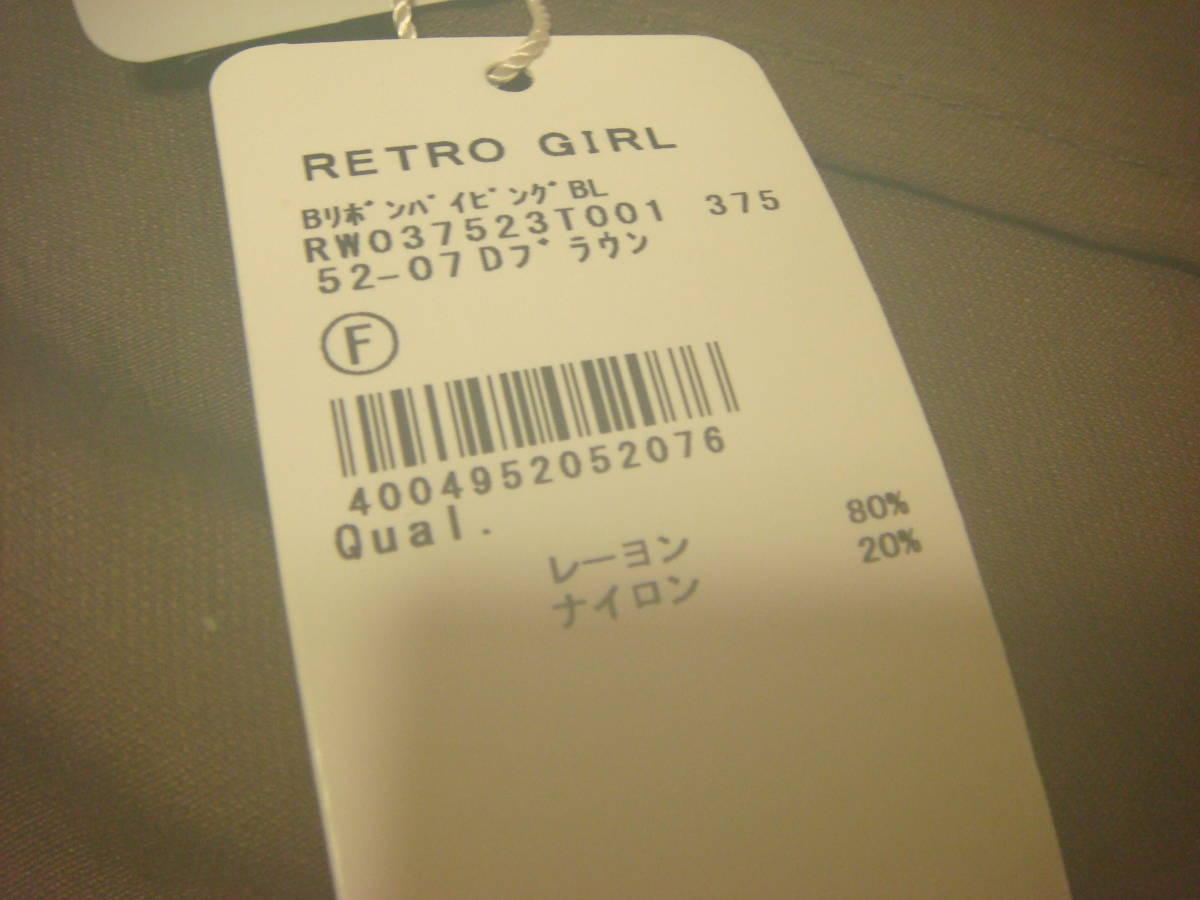 RETRO GIRL
BﾘﾎﾞﾝﾊﾞｲﾋﾟﾝｸﾞBL
RW037523T001 375
52-07 Dﾌﾞﾗｳﾝ
F
4004952052076
Qual.
レーヨン 80%
ナイロン 20%